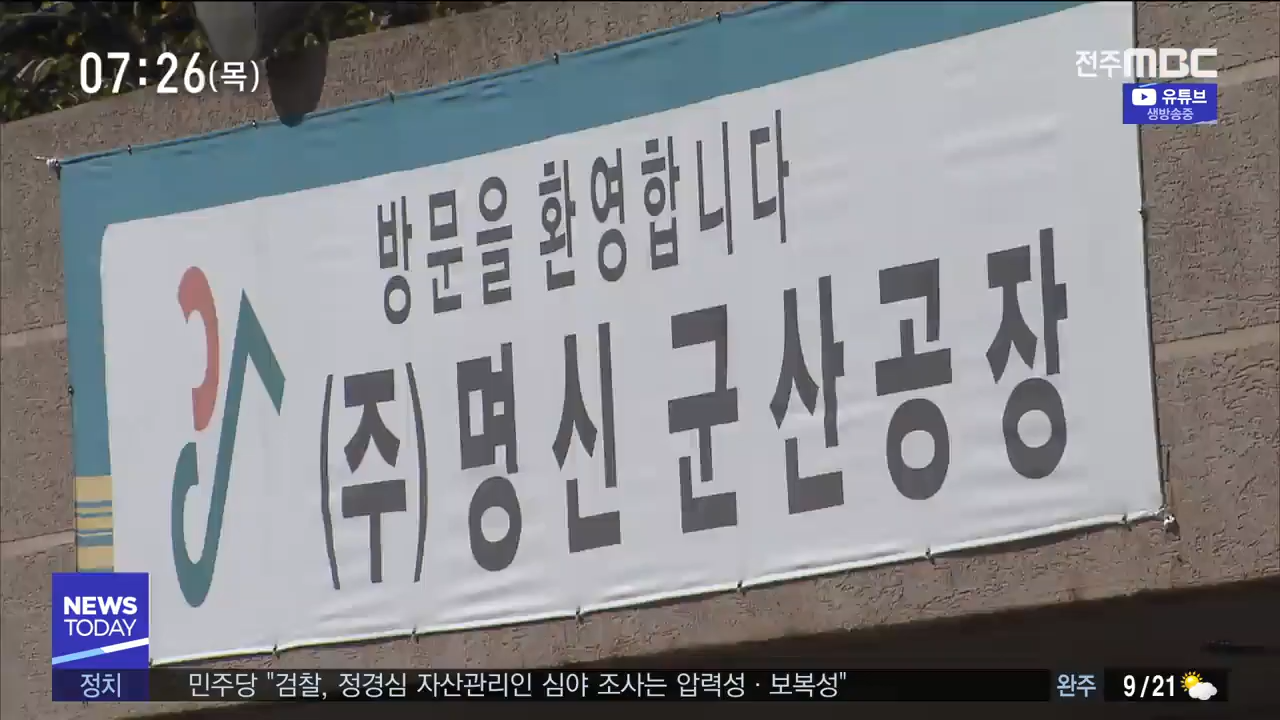 07:26(목)
전주MBC
유튜브
생방송중
방문을 환영합니다
(주)명신 군산공장
NEWS
TODAY
정치
민주당 "검찰, 정경심 자산관리인 심야 조사는 압력성·보복성"
완주
9/21